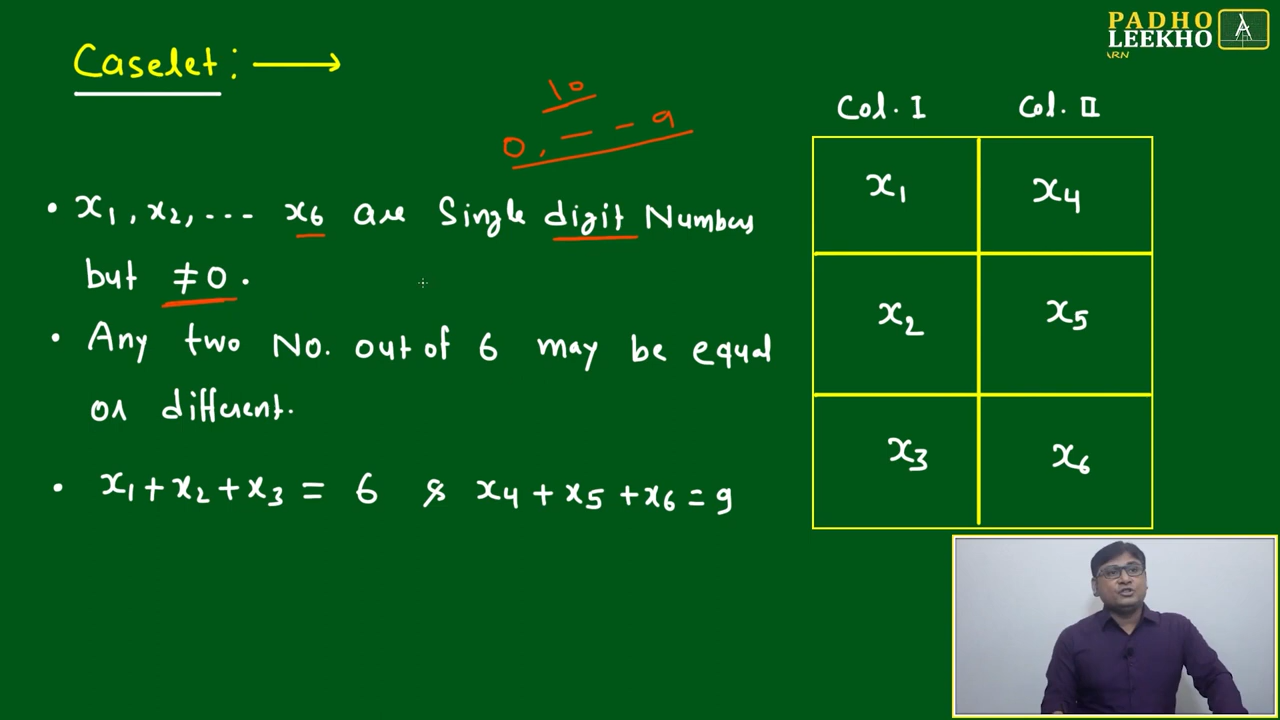 PADHO
LEEKHO
ARN
Caselet: →
10
0, — - 9
Col. I Col. II
• x1, x2, ... x6 are Single digit Numbers
but ≠0.
• Any two No. out of 6 may be equal
or different.
• x1 + x2 + x3 = 6 & x4 + x5 + x6 = 9
x1 x4
x2 x5
x3 x6